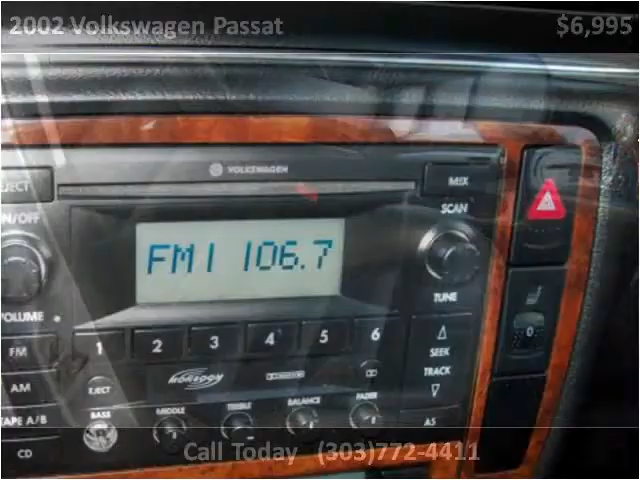 2002 Volkswagen Passat $6,995
VOLKSWAGEN
EJECT MIX
ON/OFF SCAN
FM1 106.7
VOLUME TUNE
1 2 3 4 5 6
FM SEEK
AM MONSOON TRACK
EJECT
TAPE A/B BASS MIDDLE TREBLE BALANCE FADER AS
CD
0
Call Today (303)772-4411